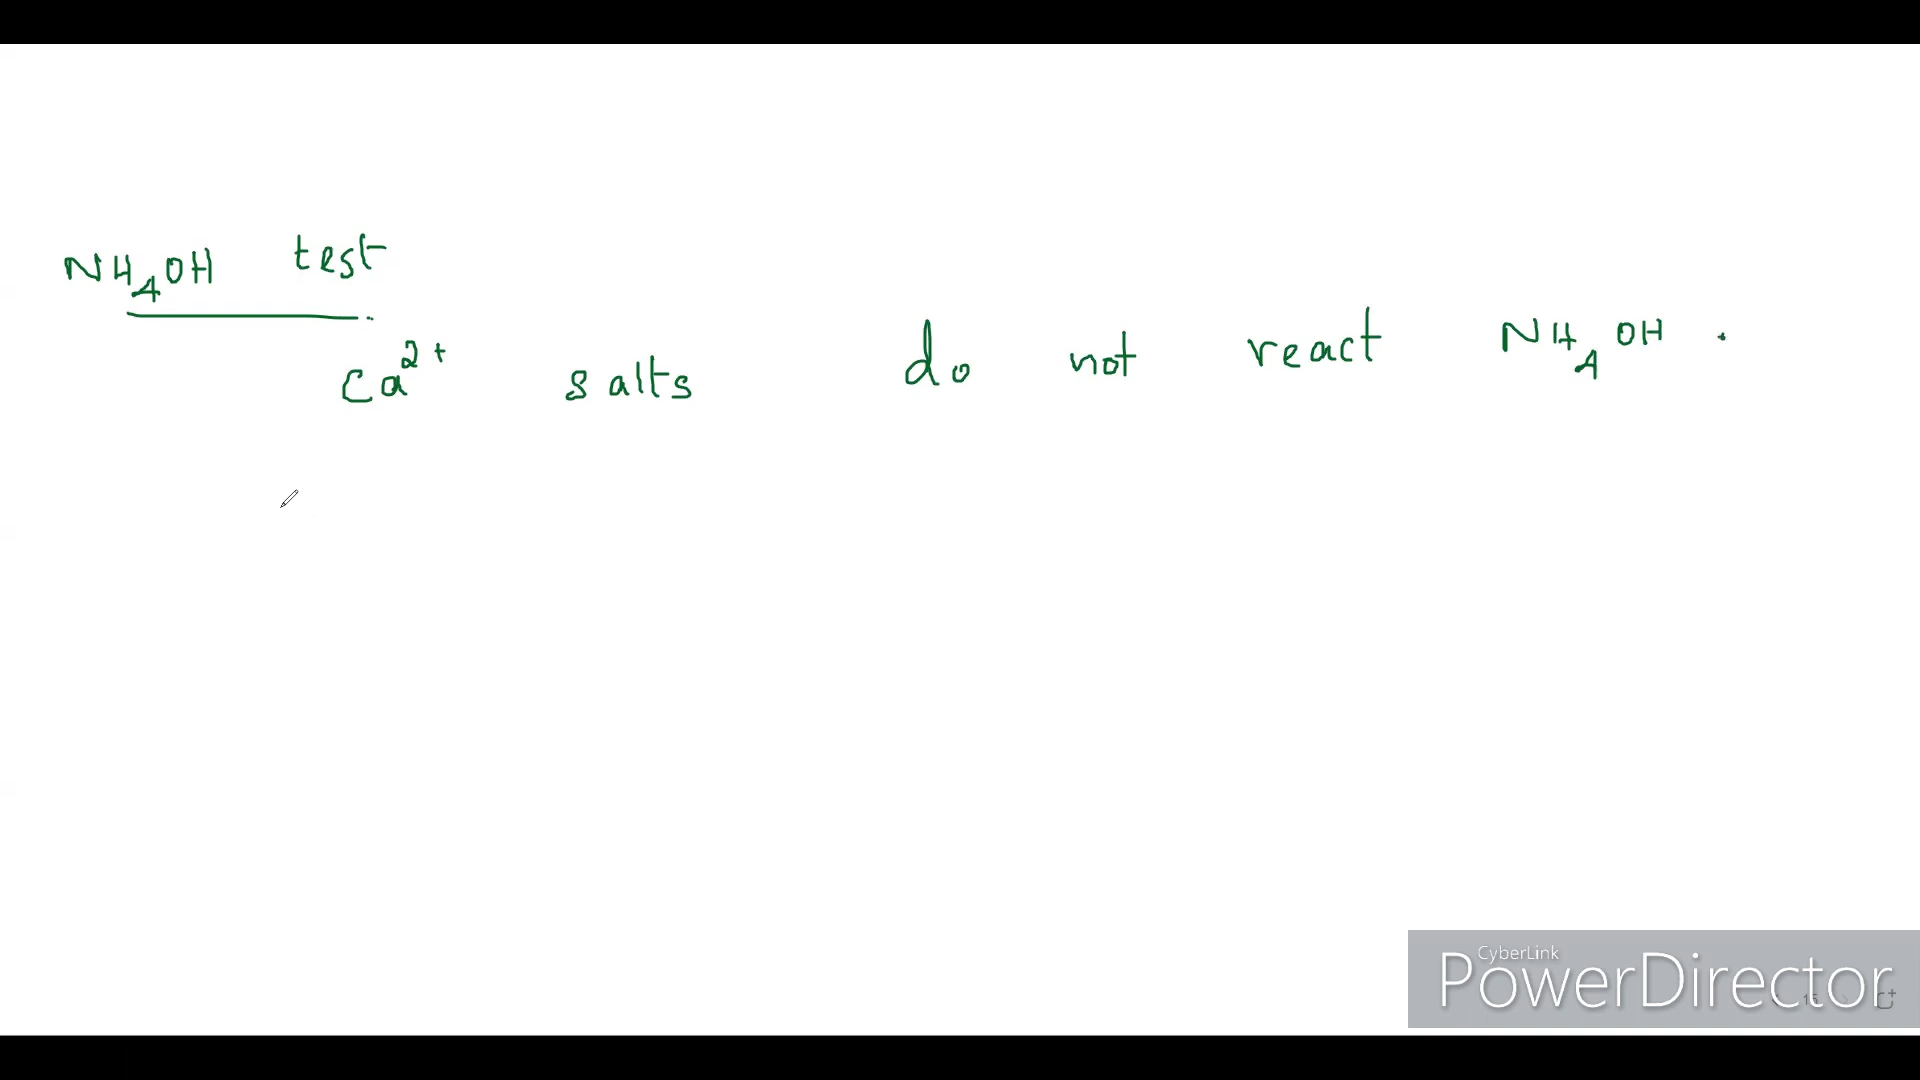 NH₄OH test
Ca²⁺ salts do not react NH₄OH .
CyberLink
PowerDirector